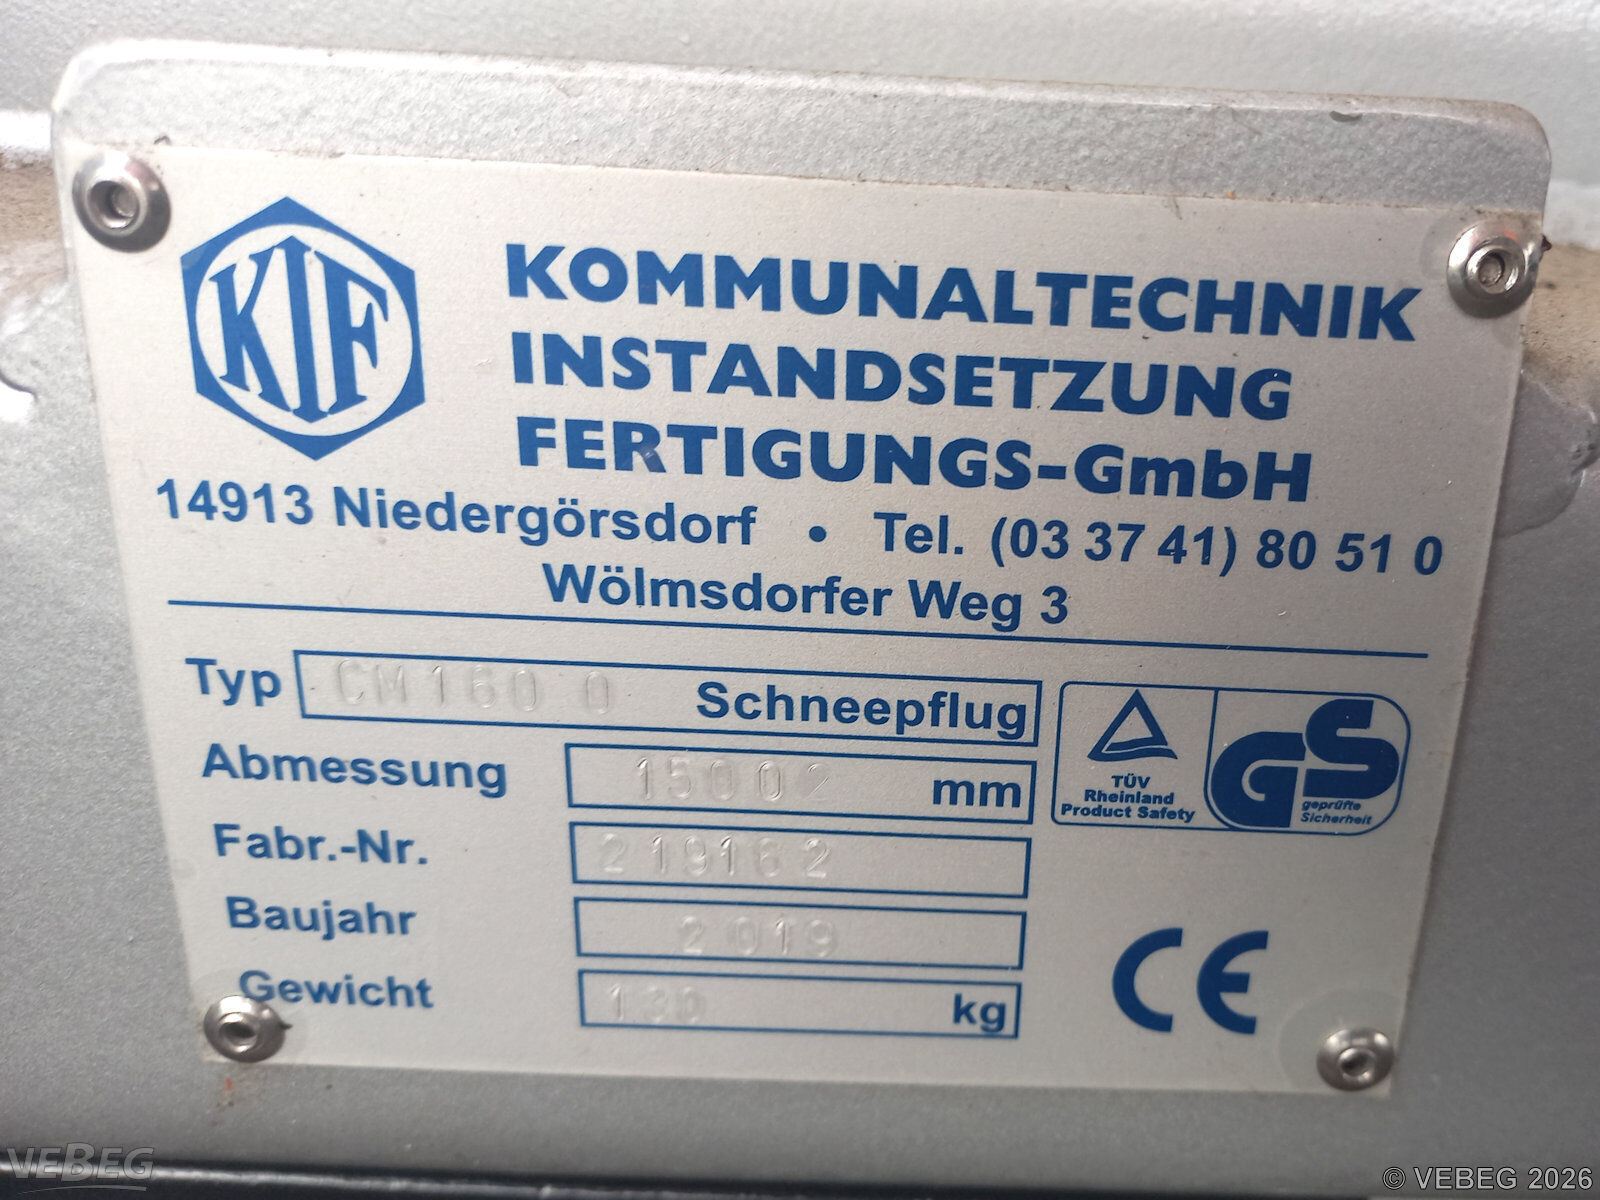 KIF
KOMMUNALTECHNIK
INSTANDSETZUNG
FERTIGUNGS-GmbH
14913 Niedergörsdorf • Tel. (03 37 41) 80 51 0
Wölmsdorfer Weg 3
Typ CM160 0 Schneepflug
Abmessung 15002 mm
Fabr.-Nr. 219162
Baujahr 2019
Gewicht 130 kg
TÜV
Rheinland
Product Safety
GS
geprüfte
Sicherheit
CE
VEBEG
© VEBEG 2026